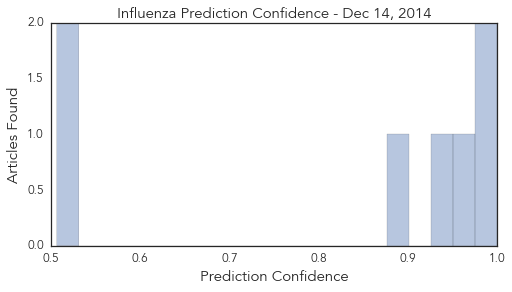 Influenza Prediction Confidence - Dec 14, 2014
2.0
1.5
1.0
0.5
0.0
Articles Found
0.5 0.6 0.7 0.8 0.9 1.0
Prediction Confidence